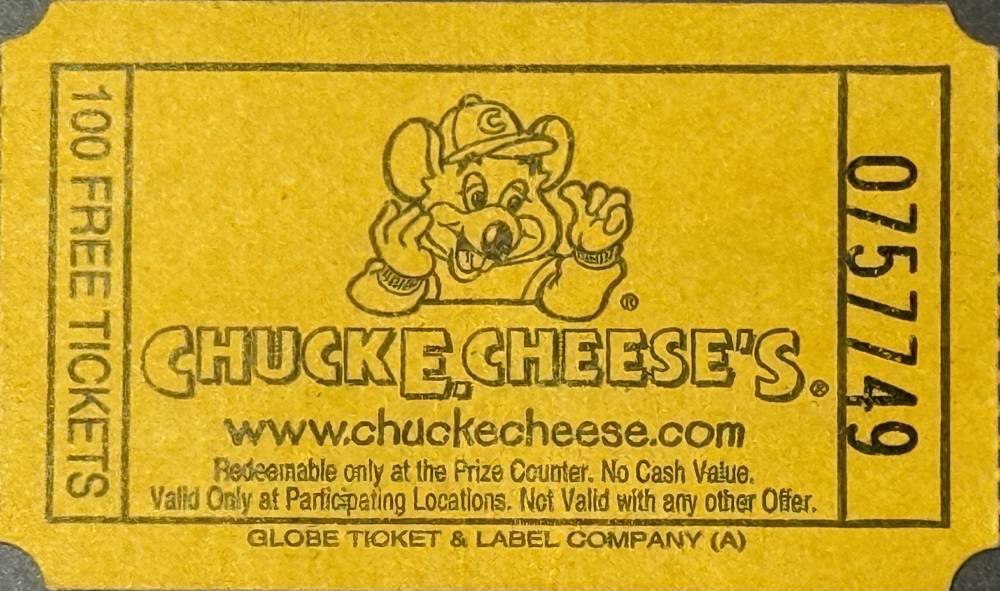 100 FREE TICKETS
C
®
CHUCK E. CHEESE'S®
www.chuckecheese.com
Redeemable only at the Prize Counter. No Cash Value.
Valid Only at Participating Locations. Not Valid with any other Offer.
0757749
GLOBE TICKET & LABEL COMPANY (A)